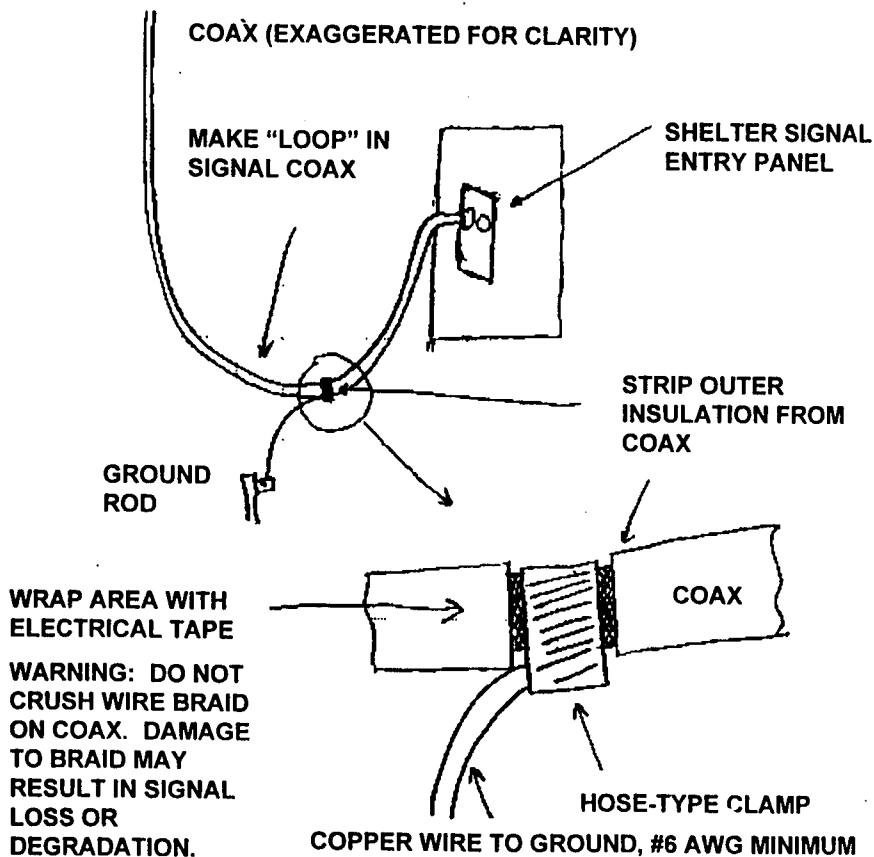 COAX (EXAGGERATED FOR CLARITY)
MAKE "LOOP" IN
SIGNAL COAX
SHELTER SIGNAL
ENTRY PANEL
STRIP OUTER
INSULATION FROM
COAX
GROUND
ROD
WRAP AREA WITH
ELECTRICAL TAPE
COAX
WARNING: DO NOT
CRUSH WIRE BRAID
ON COAX. DAMAGE
TO BRAID MAY
RESULT IN SIGNAL
LOSS OR
DEGRADATION.
HOSE-TYPE CLAMP
COPPER WIRE TO GROUND, #6 AWG MINIMUM